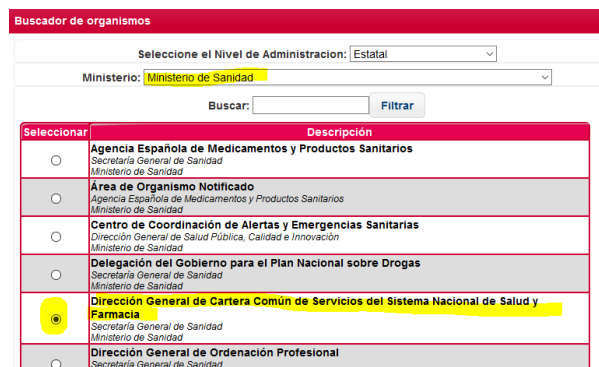 Buscador de organismos
Seleccione el Nivel de Administracion: Estatal
Ministerio: Ministerio de Sanidad
Buscar: Filtrar
Seleccionar Descripción
Agencia Española de Medicamentos y Productos Sanitarios
Secretaría General de Sanidad
Ministerio de Sanidad
Área de Organismo Notificado
Agencia Española de Medicamentos y Productos Sanitarios
Ministerio de Sanidad
Centro de Coordinación de Alertas y Emergencias Sanitarias
Dirección General de Salud Pública, Calidad e Innovación
Ministerio de Sanidad
Delegación del Gobierno para el Plan Nacional sobre Drogas
Secretaría General de Sanidad
Ministerio de Sanidad
Dirección General de Cartera Común de Servicios del Sistema Nacional de Salud y
Farmacia
Secretaría General de Sanidad
Ministerio de Sanidad
Dirección General de Ordenación Profesional
Secretaría General de Sanidad